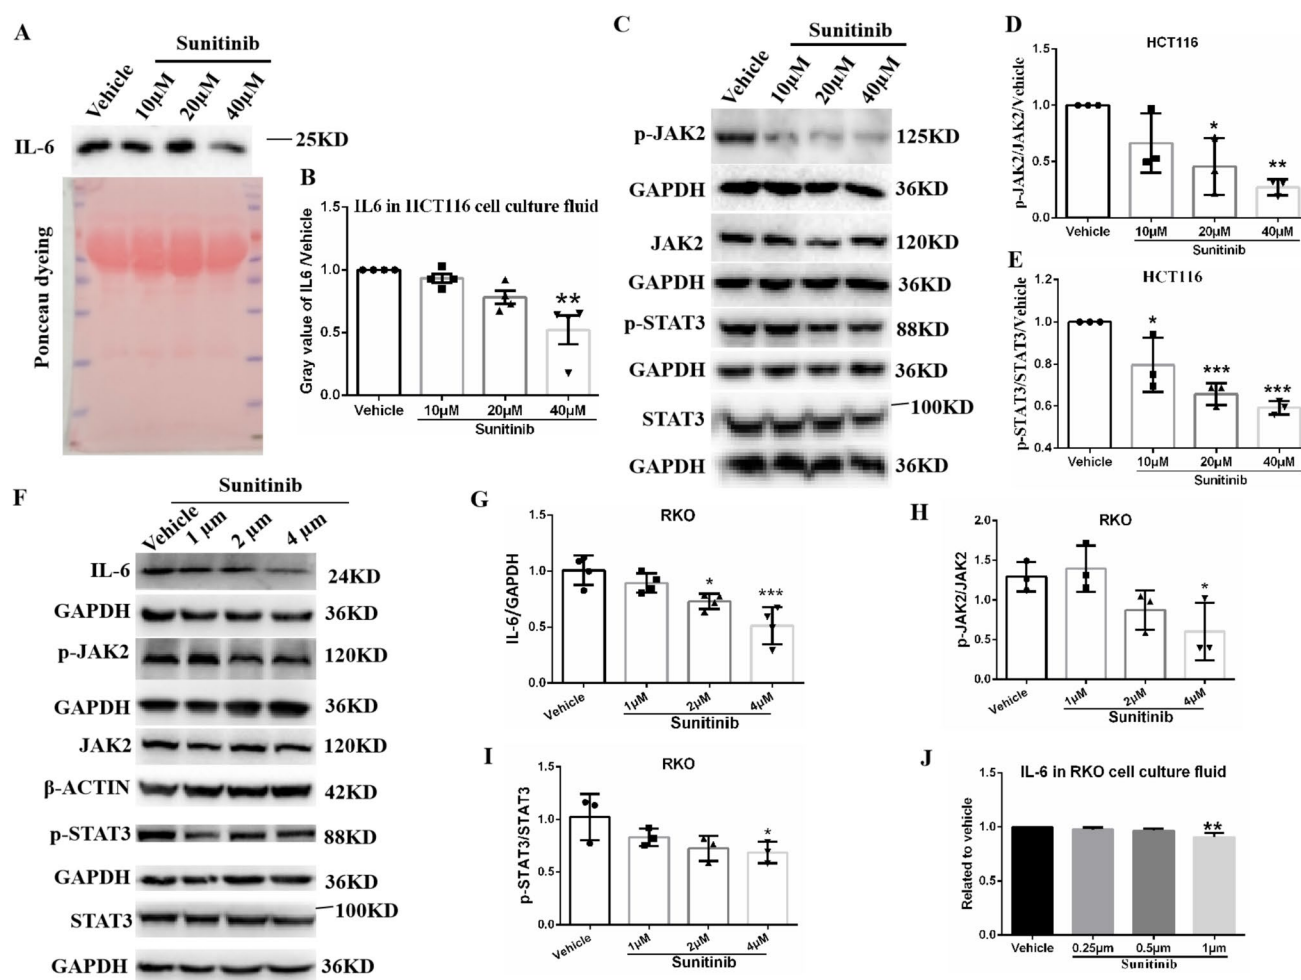 A
Sunitinib
Vehicle
10μM
20μM
40μM
IL-6
25KD
Ponceau dyeing
B
IL6 in HCT116 cell culture fluid
Gray value of IL6 /Vehicle
1.5
1.0
0.5
0.0
**
Vehicle
10μM
20μM
40μM
Sunitinib
C
Sunitinib
Vehicle
10μM
20μM
40μM
p-JAK2
125KD
GAPDH
36KD
JAK2
120KD
GAPDH
36KD
p-STAT3
88KD
GAPDH
36KD
100KD
STAT3
GAPDH
36KD
D
HCT116
p-JAK2/JAK2/Vehicle
1.5
1.0
0.5
0.0
*
**
Vehicle
10μM
20μM
40μM
Sunitinib
E
HCT116
p-STAT3/STAT3/Vehicle
1.2
1.0
0.8
0.6
0.4
*
***
***
Vehicle
10μM
20μM
40μM
Sunitinib
F
Sunitinib
Vehicle
1 μm
2 μm
4 μm
IL-6
24KD
GAPDH
36KD
p-JAK2
120KD
GAPDH
36KD
JAK2
120KD
β-ACTIN
42KD
p-STAT3
88KD
GAPDH
36KD
100KD
STAT3
GAPDH
36KD
G
RKO
IL-6/GAPDH
1.5
1.0
0.5
0.0
*
***
Vehicle
1μM
2μM
4μM
Sunitinib
H
RKO
p-JAK2/JAK2
2.0
1.5
1.0
0.5
0.0
*
Vehicle
1μM
2μM
4μM
Sunitinib
I
RKO
p-STAT3/STAT3
1.5
1.0
0.5
0.0
*
Vehicle
1μM
2μM
4μM
Sunitinib
J
IL-6 in RKO cell culture fluid
Related to vehicle
1.5
1.0
0.5
0.0
**
Vehicle
0.25μm
0.5μm
1μm
Sunitinib